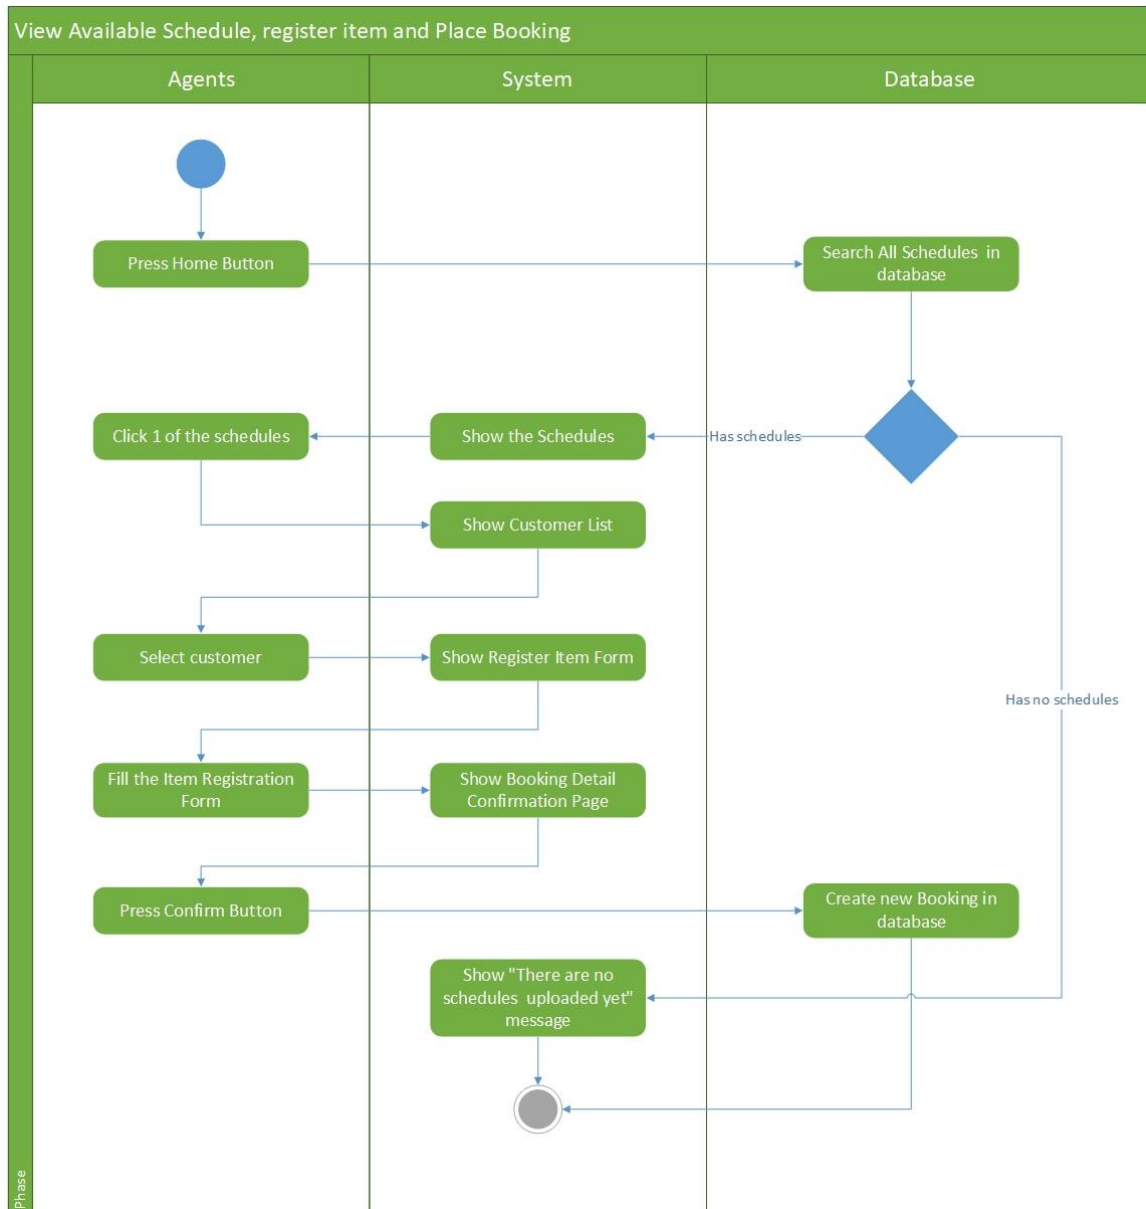 View Available Schedule, register item and Place Booking
Agents
System
Database
Press Home Button
Search All Schedules in
database
Click 1 of the schedules
Show the Schedules
Has schedules
Show Customer List
Select customer
Show Register Item Form
Has no schedules
Fill the Item Registration
Form
Show Booking Detail
Confirmation Page
Press Confirm Button
Create new Booking in
database
Show "There are no
schedules uploaded yet"
message
Phase